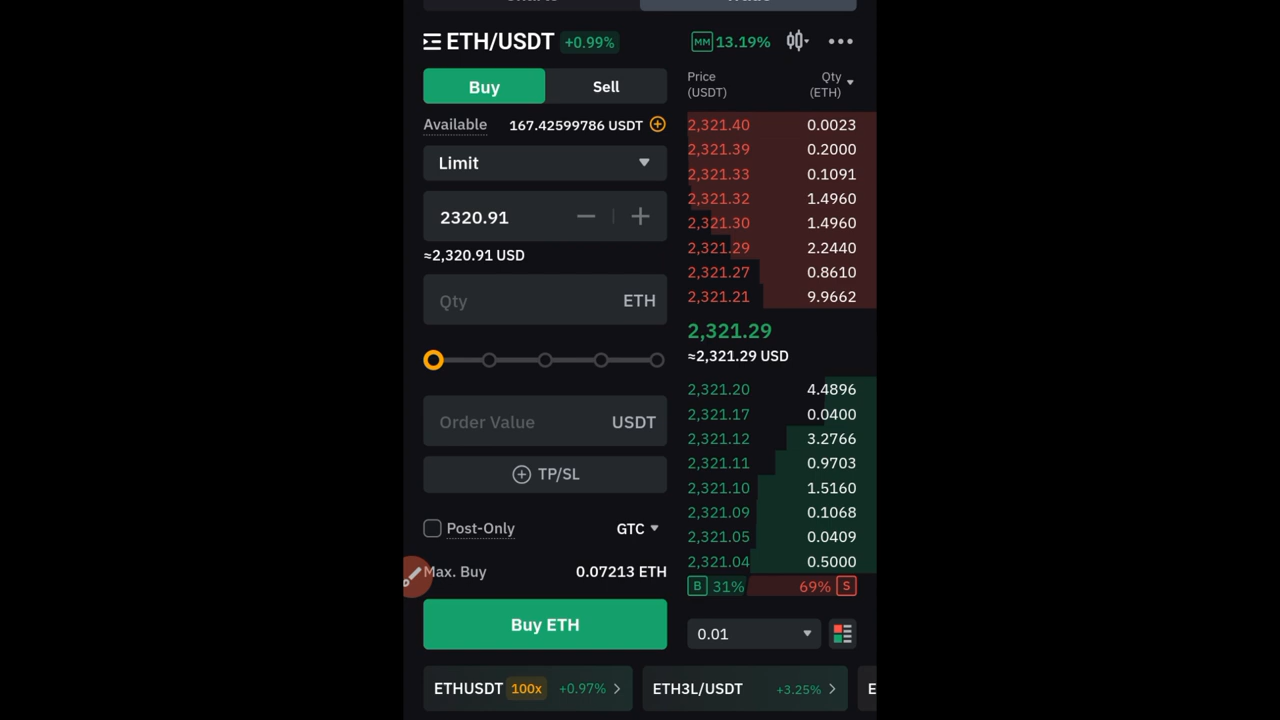 ETH/USDT +0.99% MM 13.19%
Buy Sell
Available 167.42599786 USDT
Limit
2320.91
≈2,320.91 USD
Qty ETH
Order Value USDT
TP/SL
Post-Only GTC
Max. Buy 0.07213 ETH
Buy ETH
Price Qty
(USDT) (ETH)
2,321.40 0.0023
2,321.39 0.2000
2,321.33 0.1091
2,321.32 1.4960
2,321.30 1.4960
2,321.29 2.2440
2,321.27 0.8610
2,321.21 9.9662
2,321.29
≈2,321.29 USD
2,321.20 4.4896
2,321.17 0.0400
2,321.12 3.2766
2,321.11 0.9703
2,321.10 1.5160
2,321.09 0.1068
2,321.05 0.0409
2,321.04 0.5000
B 31% 69% S
0.01
ETHUSDT 100x +0.97% ETH3L/USDT +3.25% E